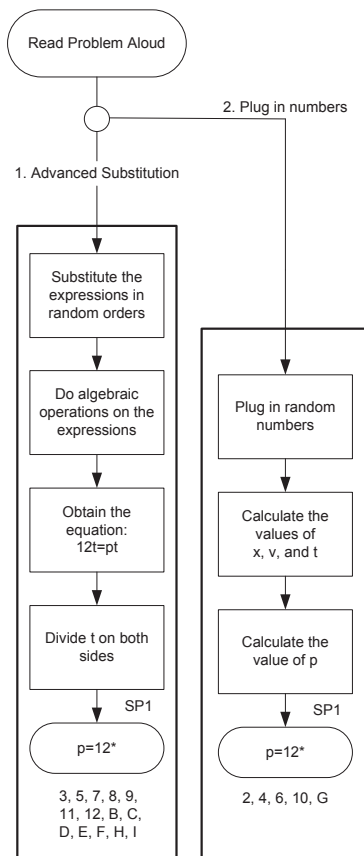 Read Problem Aloud
2. Plug in numbers
1. Advanced Substitution
Substitute the
expressions in
random orders
Do algebraic
operations on the
expressions
Obtain the
equation:
12t=pt
Divide t on both
sides
SP1
p=12*
3, 5, 7, 8, 9,
11, 12, B, C,
D, E, F, H, I
Plug in random
numbers
Calculate the
values of
x, v, and t
Calculate the
value of p
SP1
p=12*
2, 4, 6, 10, G